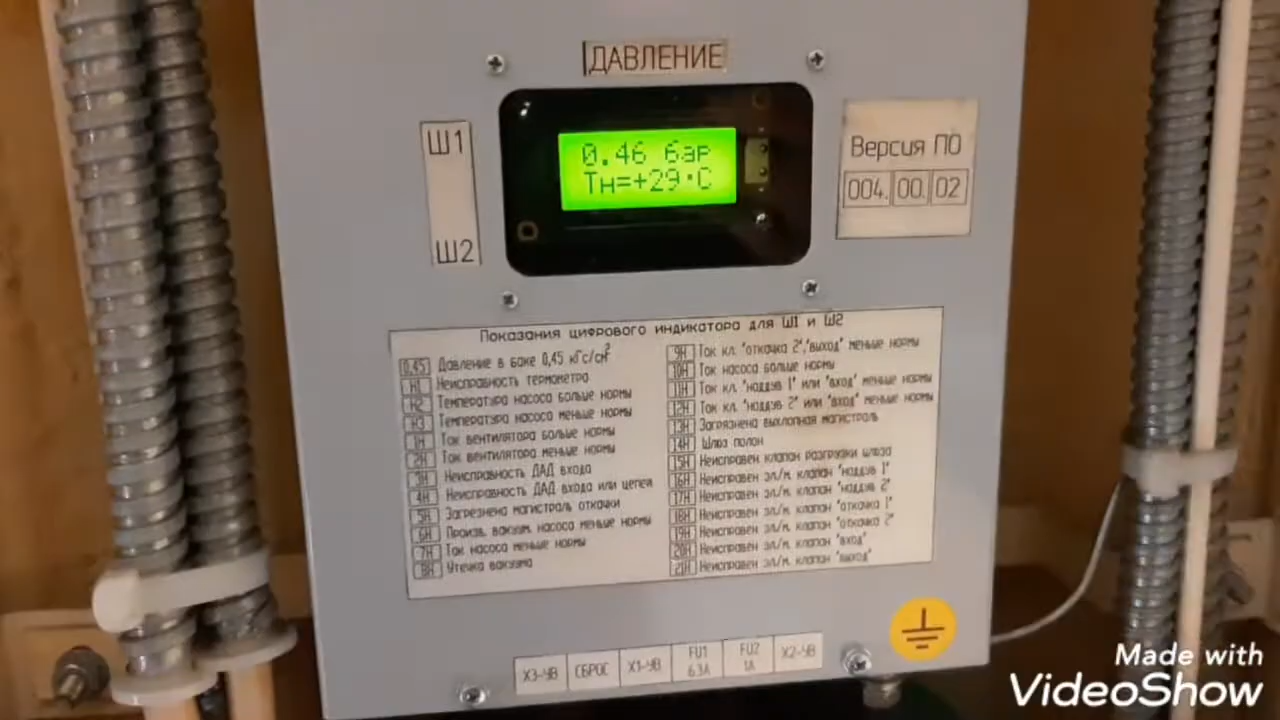 ДАВЛЕНИЕ
Ш1
Ш2
0.46 бар
Тн=+29°С
Версия ПО
004. 00. 02
Показания цифрового индикатора для Ш1 и Ш2
0,45 Давление в баке 0,45 кГс/см²
Н1 Неисправность термометра
Н2 Температура насоса больше нормы
Н3 Температура насоса меньше нормы
1Н Ток вентилятора больше нормы
2Н Ток вентилятора меньше нормы
3Н Неисправность ДАД входа
4Н Неисправность ДАД входа или цепей
5Н Загрязнена магистраль откачки
6Н Произв. вакуум. насоса меньше нормы
7Н Ток насоса меньше нормы
8Н Утечка вакуума
9Н Ток кл. "откачка 2","выход" меньше нормы
10Н Ток насоса больше нормы
11Н Ток кл. "наддув 1" или "вход" меньше нормы
12Н Ток кл. "наддув 2" или "вход" меньше нормы
13Н Загрязнена выхлопная магистраль
14Н Шлюз полон
15Н Неисправен клапан разгрузки шлюза
16Н Неисправен эл/м. клапан "наддув 1"
17Н Неисправен эл/м. клапан "наддув 2"
18Н Неисправен эл/м. клапан "откачка 1"
19Н Неисправен эл/м. клапан "откачка 2"
20Н Неисправен эл/м. клапан "вход"
21Н Неисправен эл/м. клапан "выход"
Х3-УВ СБРОС Х1-УВ FU1 6.3А FU2 1А Х2-УВ
Made with
VideoShow